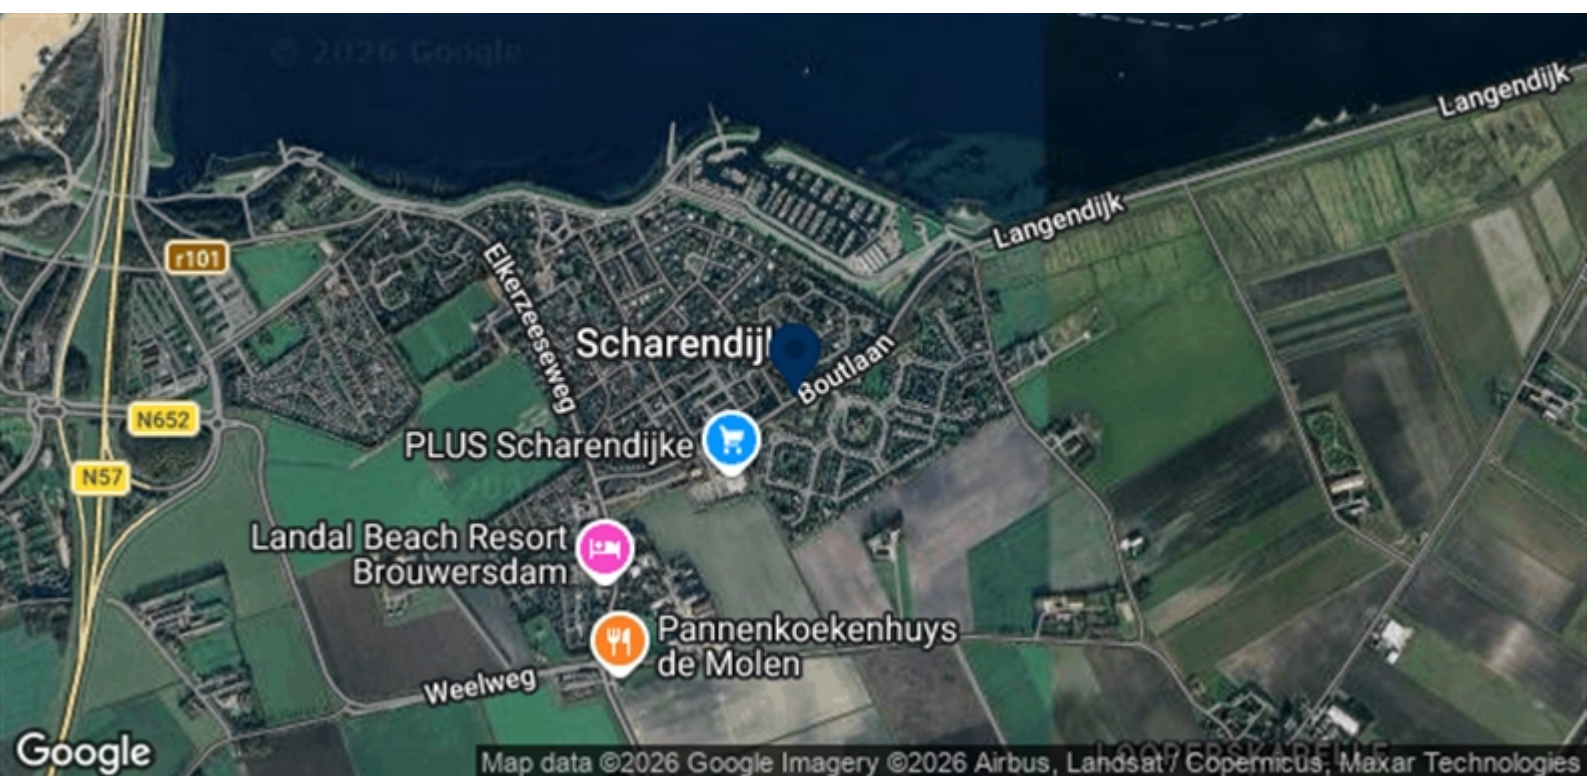 © 2026 Google
Langendijk
Langendijk
r101
Elkerzeeseweg
Scharendijk
Boutlaan
N652
PLUS Scharendijke
N57
Landal Beach Resort
Brouwersdam
Pannenkoekenhuys
de Molen
Weelweg
Google
Map data ©2026 Google Imagery ©2026 Airbus, Landsat / Copernicus, Maxar Technologies